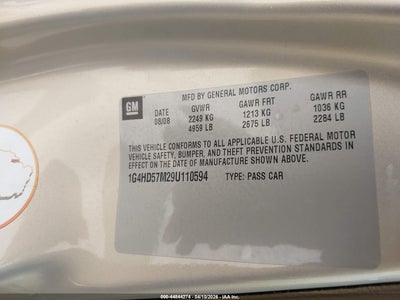 MFD BY GENERAL MOTORS CORP.
GM
DATE GVWR GAWR FRT GAWR RR
08/08 2249 KG 1213 KG 1036 KG
4959 LB 2675 LB 2284 LB
THIS VEHICLE CONFORMS TO ALL APPLICABLE U.S. FEDERAL MOTOR
VEHICLE SAFETY, BUMPER, AND THEFT PREVENTION STANDARDS IN
EFFECT ON THE DATE OF MANUFACTURE SHOWN ABOVE.
1G4HD57M29U110594 TYPE: PASS CAR
000-44844274 - 04/10/2026 - IAAI.COM